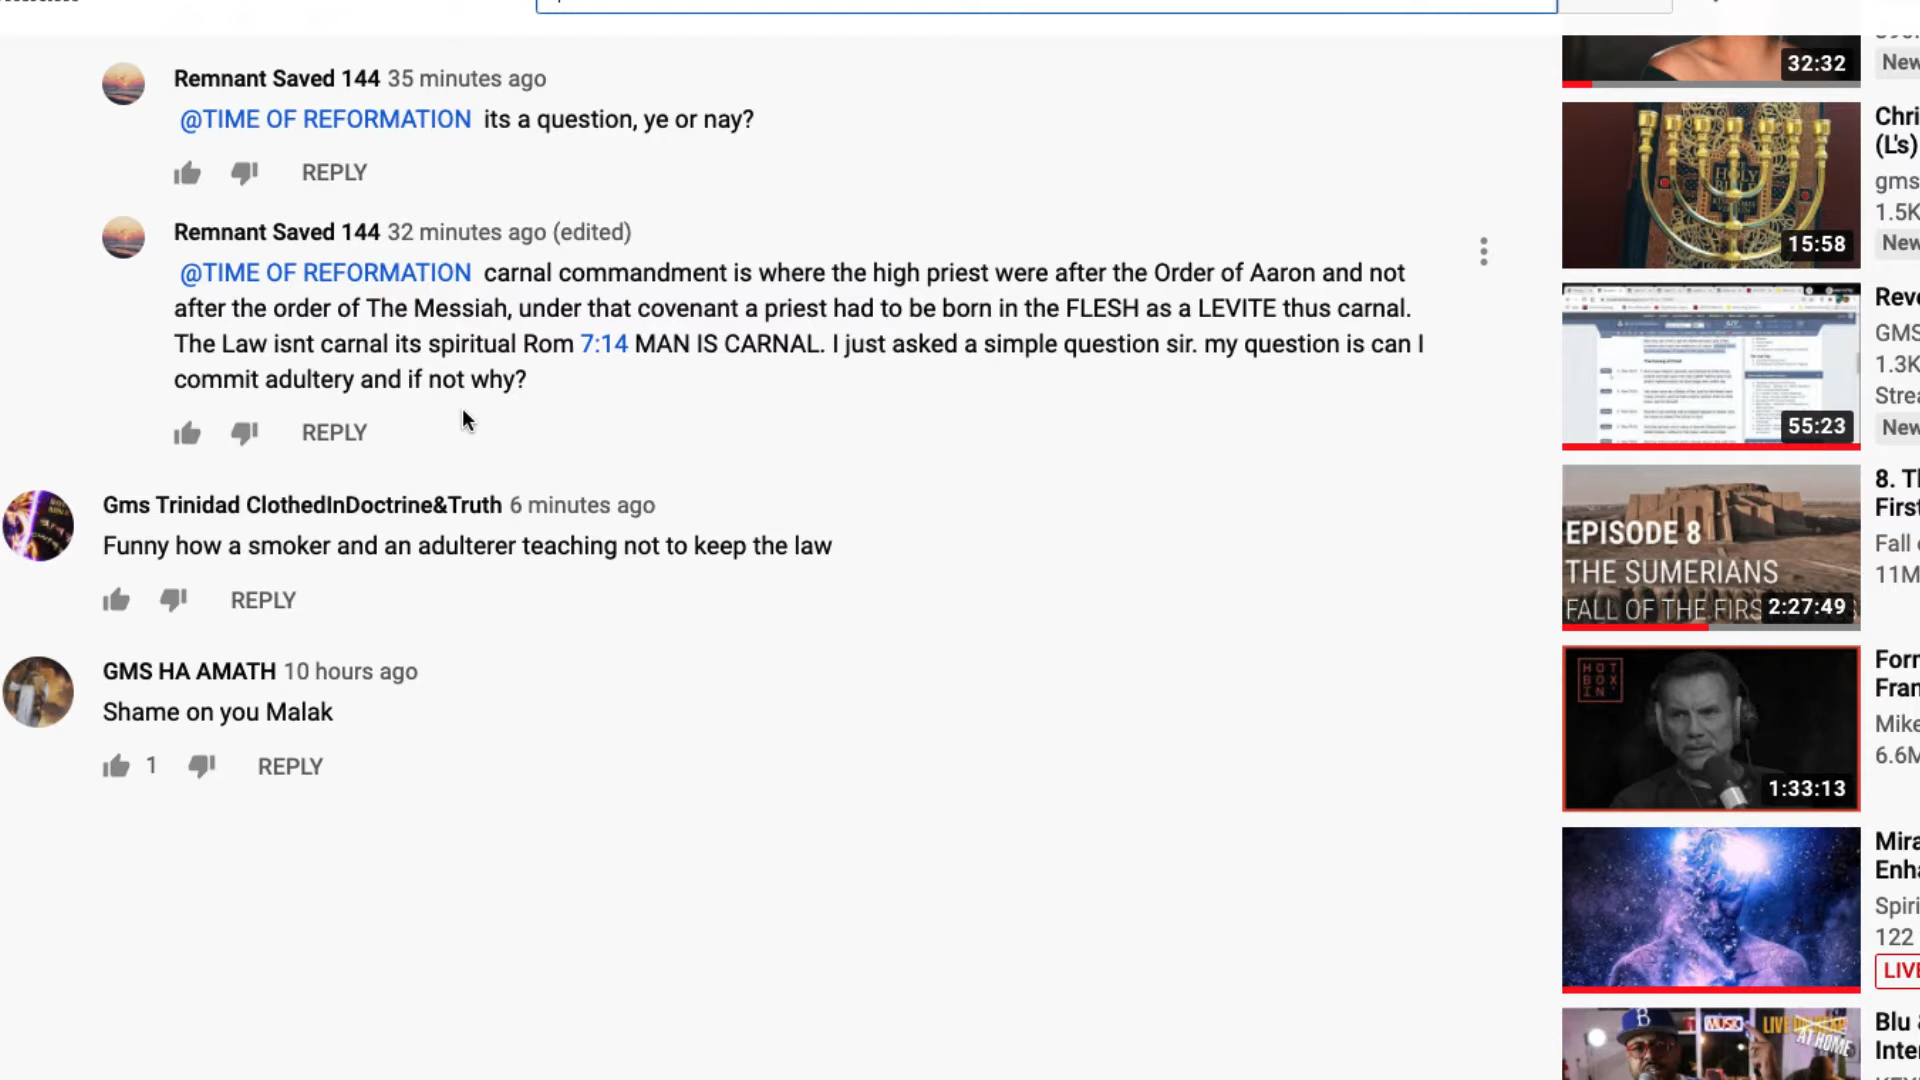 Remnant Saved 144 35 minutes ago
@TIME OF REFORMATION its a question, ye or nay?
REPLY
Remnant Saved 144 32 minutes ago (edited)
@TIME OF REFORMATION carnal commandment is where the high priest were after the Order of Aaron and not
after the order of The Messiah, under that covenant a priest had to be born in the FLESH as a LEVITE thus carnal.
The Law isnt carnal its spiritual Rom 7:14 MAN IS CARNAL. I just asked a simple question sir. my question is can I
commit adultery and if not why?
REPLY
Gms Trinidad ClothedInDoctrine&Truth 6 minutes ago
Funny how a smoker and an adulterer teaching not to keep the law
REPLY
GMS HA AMATH 10 hours ago
Shame on you Malak
1 REPLY
32:32
New
Chri
(L's)
gms
1.5K
New
HOLY
15:58
Reve
GMS
1.3K
Strea
New
55:23
8. Th
First
Fall
11M
EPISODE 8
THE SUMERIANS
FALL OF THE FIRS
2:27:49
Form
Fran
Mike
6.6M
HOT
BOX
IN'
1:33:13
Mira
Enha
Spiri
122
LIVE
Blu
Inter
B
MUSIC
LIVE
AT HOME